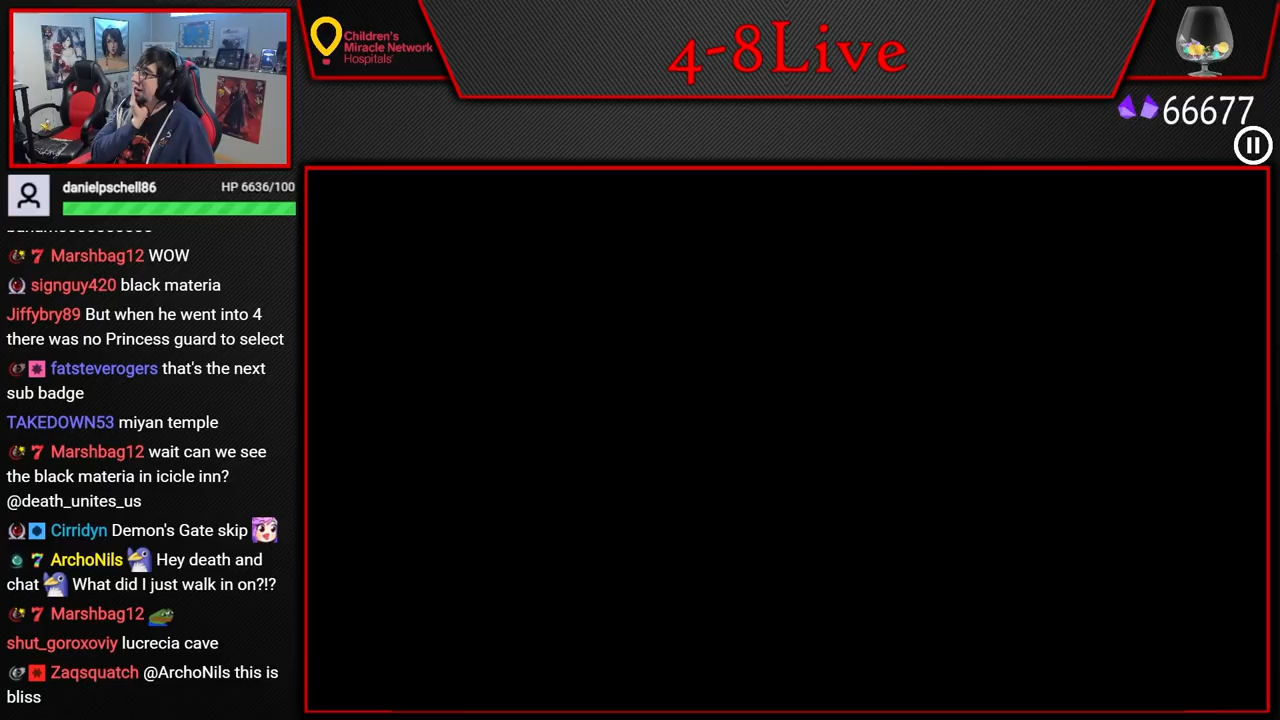 Children's
Miracle Network
Hospitals
4-8Live
66677
danielpschell86 HP 6636/100
Marshbag12 WOW
signguy420 black materia
Jiffybry89 But when he went into 4
there was no Princess guard to select
fatsteverogers that's the next
sub badge
TAKEDOWN53 miyan temple
Marshbag12 wait can we see
the black materia in icicle inn?
@death_unites_us
Cirridyn Demon's Gate skip
ArchoNils Hey death and
chat What did I just walk in on?!?
Marshbag12
shut_goroxoviy lucrecia cave
Zaqsquatch @ArchoNils this is
bliss